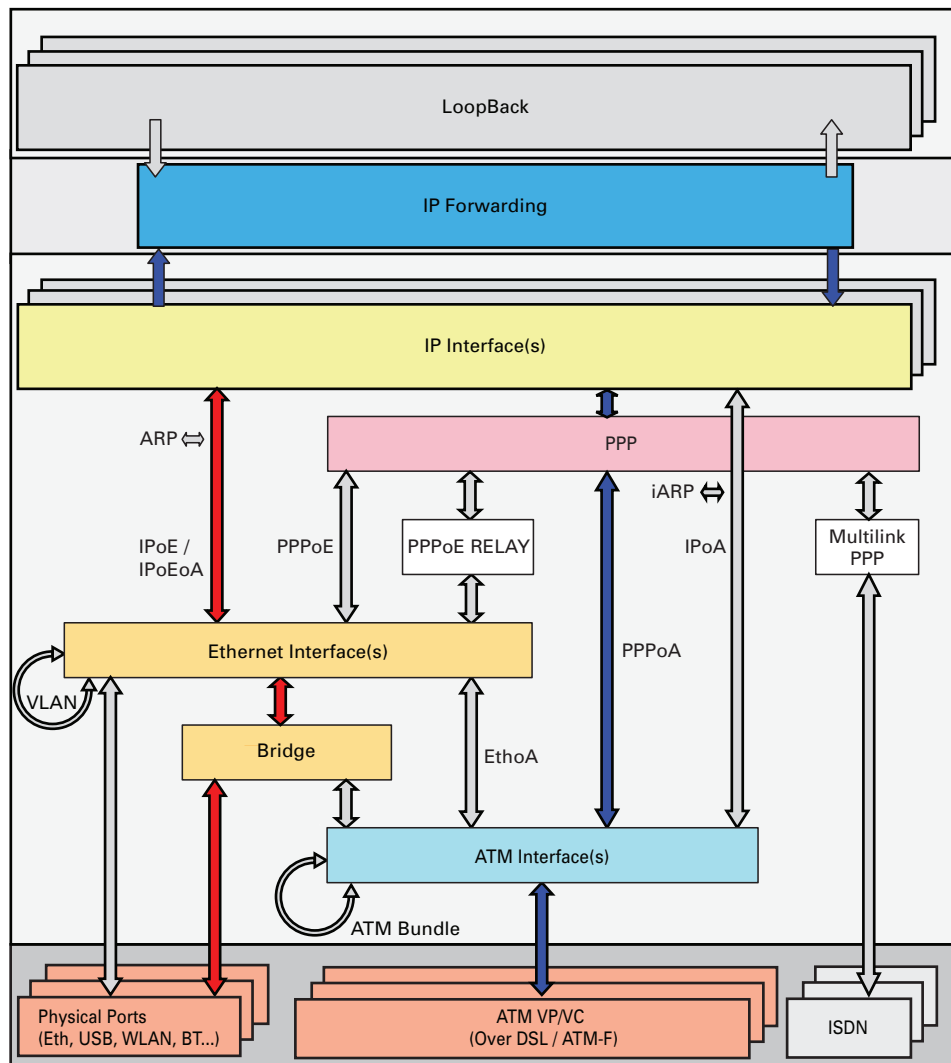 LoopBack
IP Forwarding
IP Interface(s)
ARP
PPP
iARP
IPoE /
IPoEoA
PPPoE
PPPoE RELAY
IPoA
Multilink
PPP
Ethernet Interface(s)
PPPoA
VLAN
Bridge
EthoA
ATM Interface(s)
ATM Bundle
Physical Ports
(Eth, USB, WLAN, BT...)
ATM VP/VC
(Over DSL / ATM-F)
ISDN